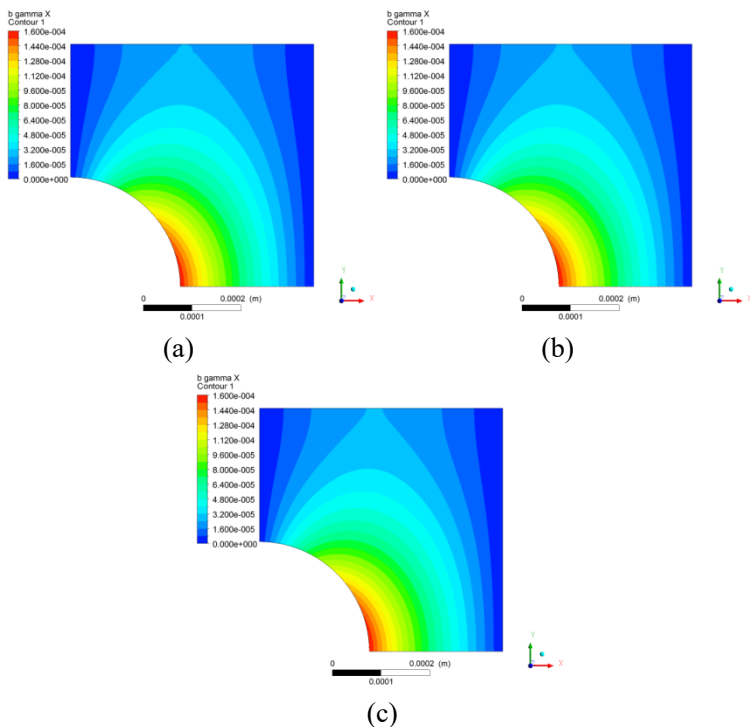 b gamma X
Contour 1
1.600e-004
1.440e-004
1.280e-004
1.120e-004
9.600e-005
8.000e-005
6.400e-005
4.800e-005
3.200e-005
1.600e-005
0.000e+000
0 0.0002 (m)
0.0001
Y
Z X
(a)
b gamma X
Contour 1
1.600e-004
1.440e-004
1.280e-004
1.120e-004
9.600e-005
8.000e-005
6.400e-005
4.800e-005
3.200e-005
1.600e-005
0.000e+000
0 0.0002 (m)
0.0001
Y
Z X
(b)
b gamma X
Contour 1
1.600e-004
1.440e-004
1.280e-004
1.120e-004
9.600e-005
8.000e-005
6.400e-005
4.800e-005
3.200e-005
1.600e-005
0.000e+000
0 0.0002 (m)
0.0001
Y
Z X
(c)